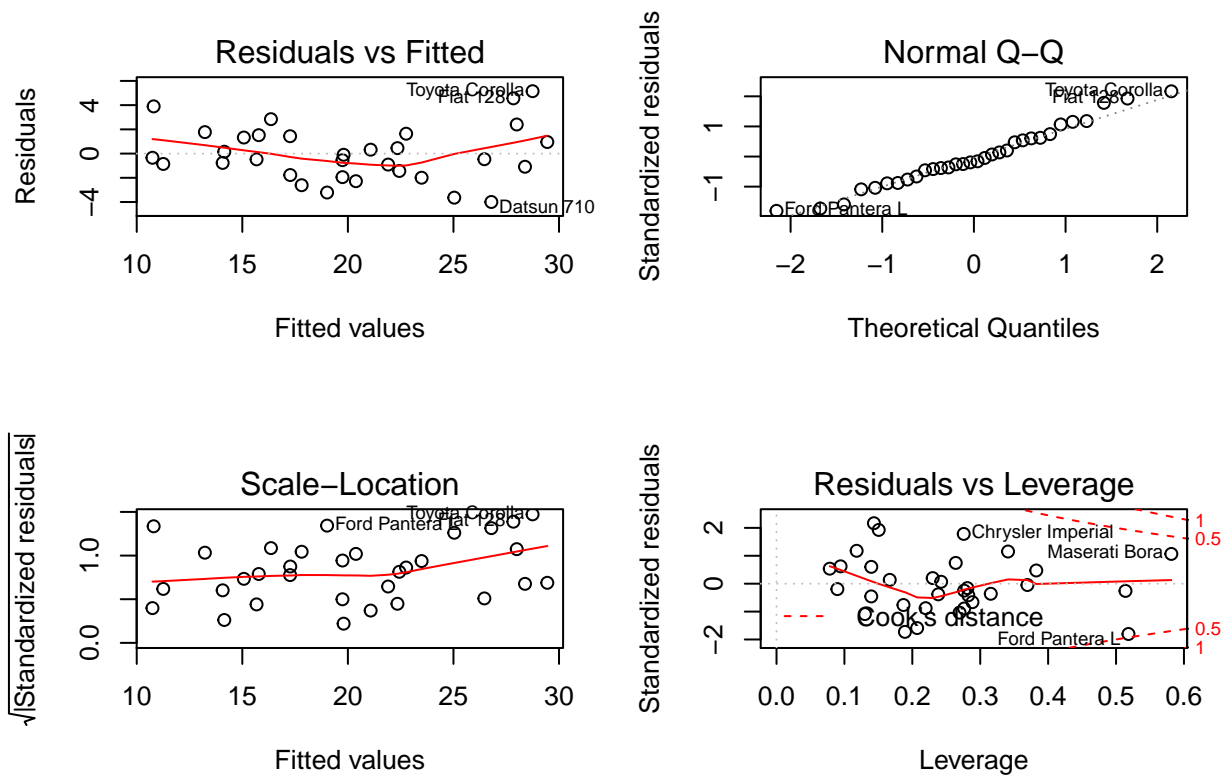 Residuals vs Fitted
Residuals
4
0
−4
Toyota Corolla
Fiat 128
Datsun 710
10 15 20 25 30
Fitted values
Normal Q−Q
Standardized residuals
1
−1
Toyota Corolla
Fiat 128
Ford Pantera L
−2 −1 0 1 2
Theoretical Quantiles
Scale−Location
√|Standardized residuals|
1.0
0.0
Toyota Corolla
Fiat 128
Ford Pantera L
10 15 20 25 30
Fitted values
Residuals vs Leverage
Standardized residuals
2
0
−2
Chrysler Imperial
Maserati Bora
Cook's distance
Ford Pantera L
1
0.5
0.5
1
0.0 0.1 0.2 0.3 0.4 0.5 0.6
Leverage